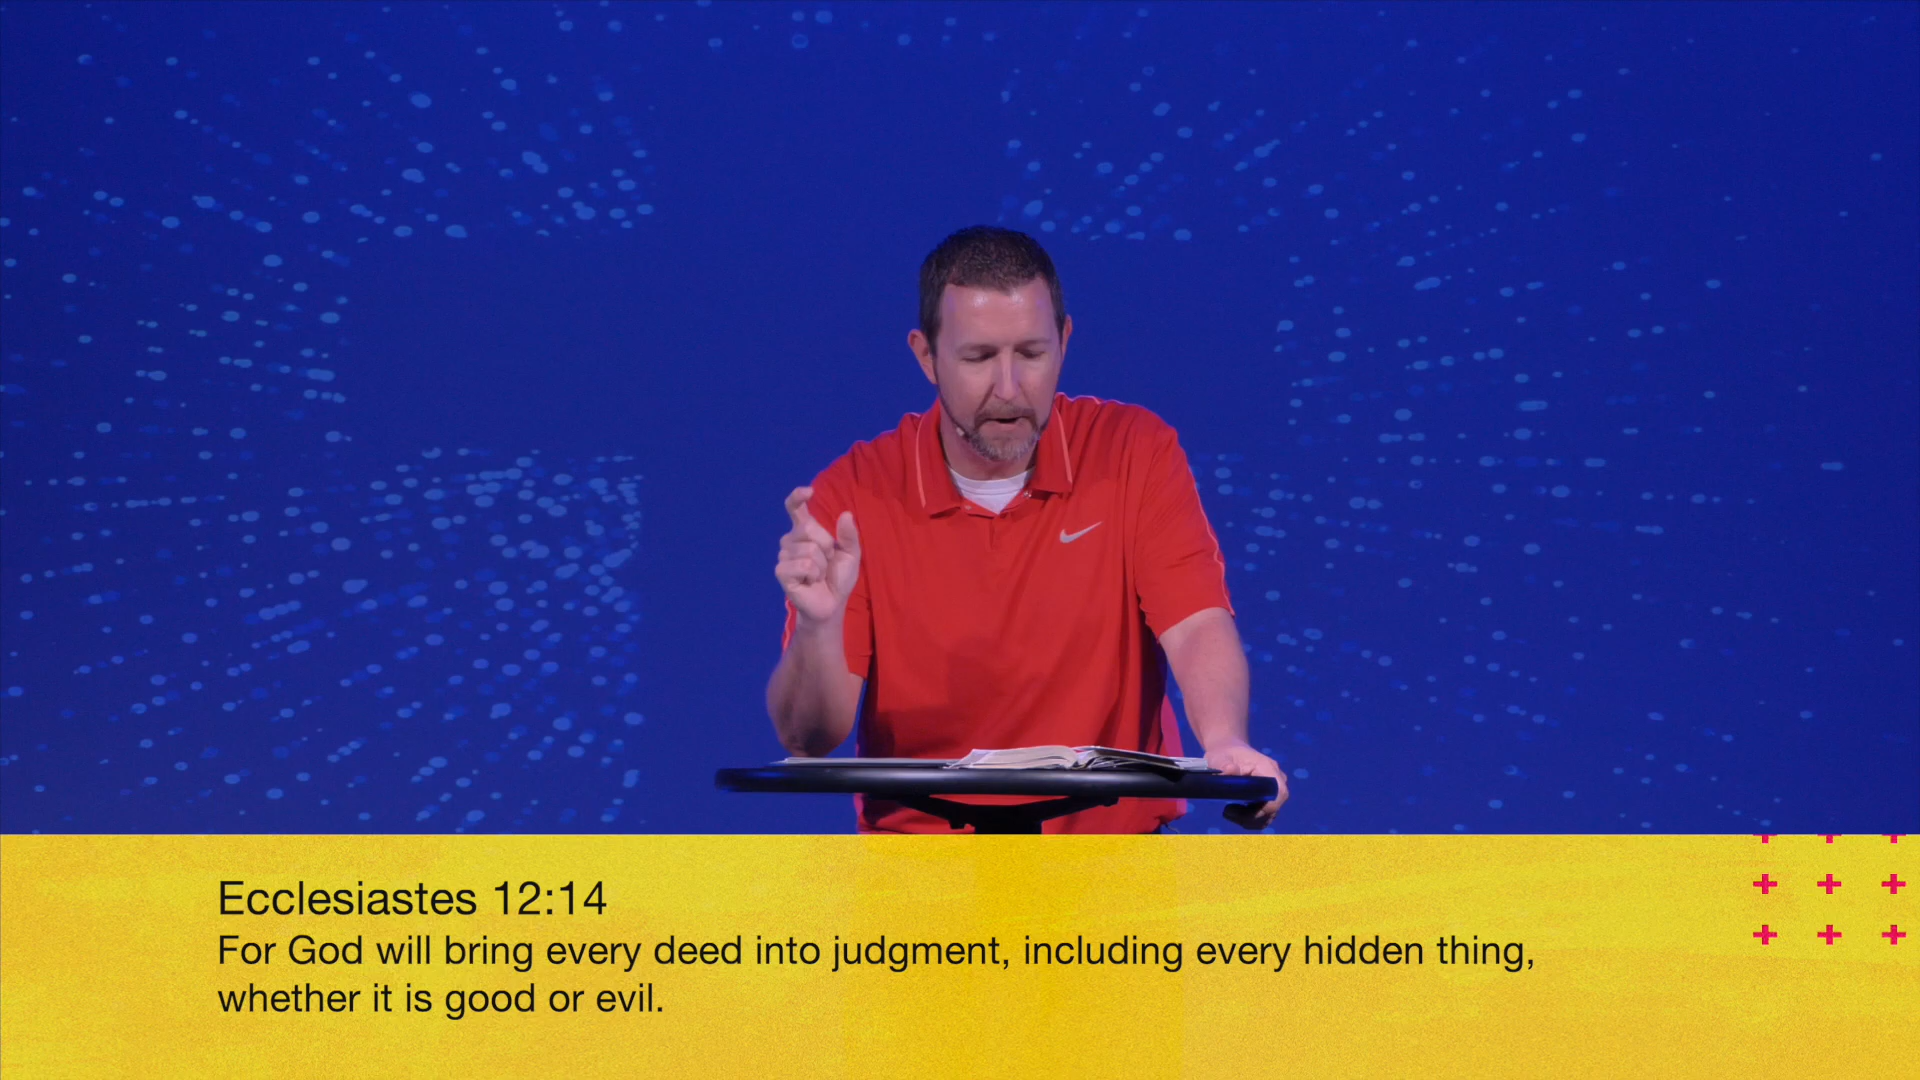 Ecclesiastes 12:14
For God will bring every deed into judgment, including every hidden thing,
whether it is good or evil.